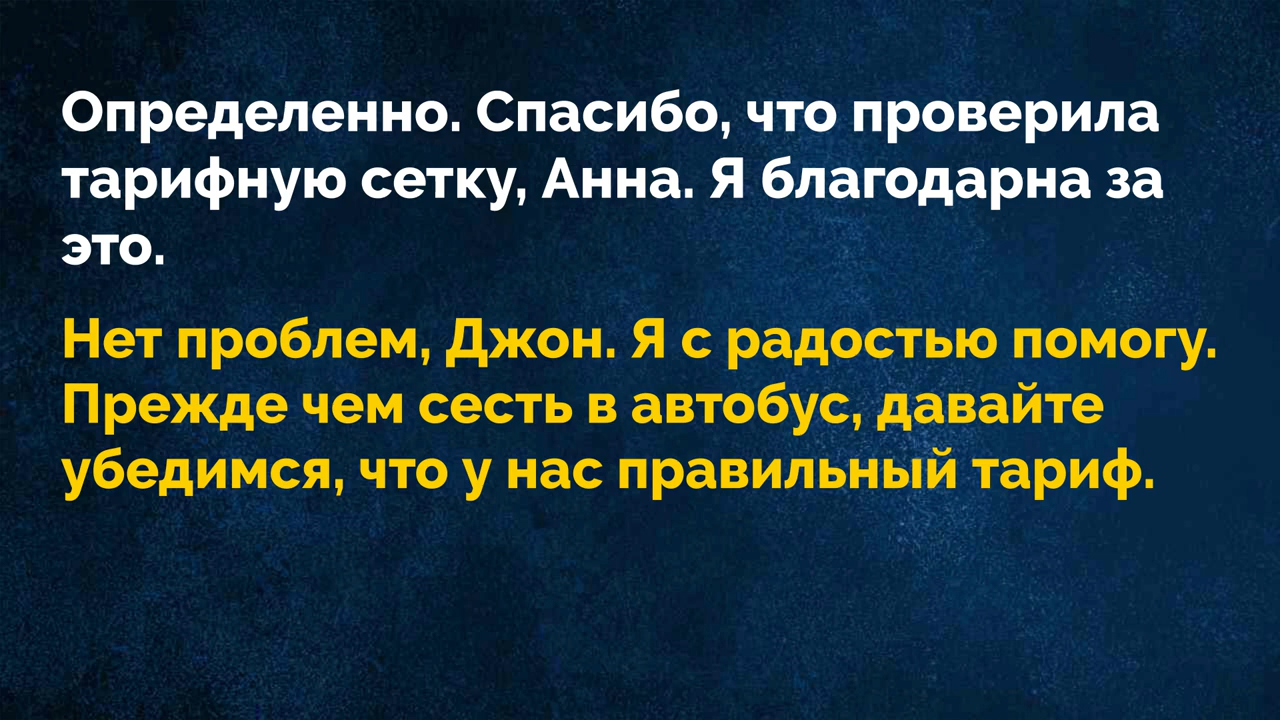 Определенно. Спасибо, что проверила
тарифную сетку, Анна. Я благодарна за
это.
Нет проблем, Джон. Я с радостью помогу.
Прежде чем сесть в автобус, давайте
убедимся, что у нас правильный тариф.